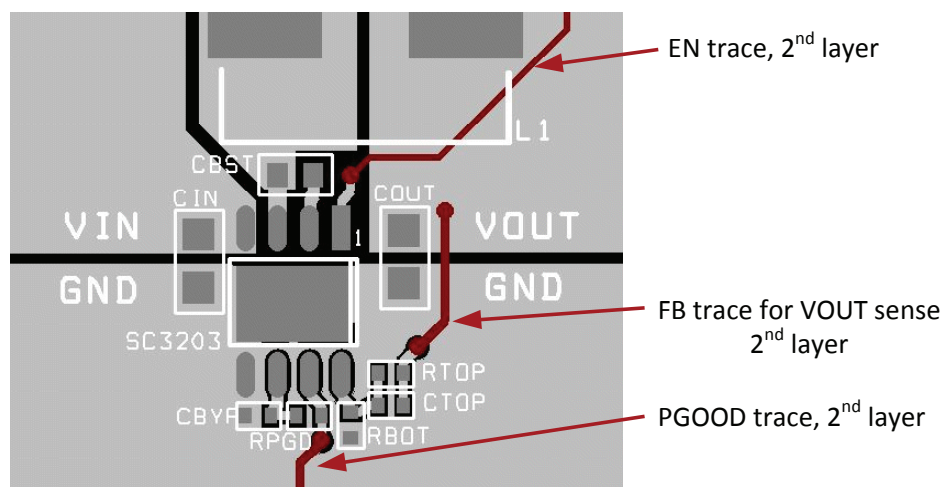 EN trace, 2nd layer
L1
CBST
CIN
COUT
VIN
1
VOUT
GND
GND
FB trace for VOUT sense
2nd layer
SC3203
RTOP
CTOP
CBYP
RPGD
RBOT
PGOOD trace, 2nd layer